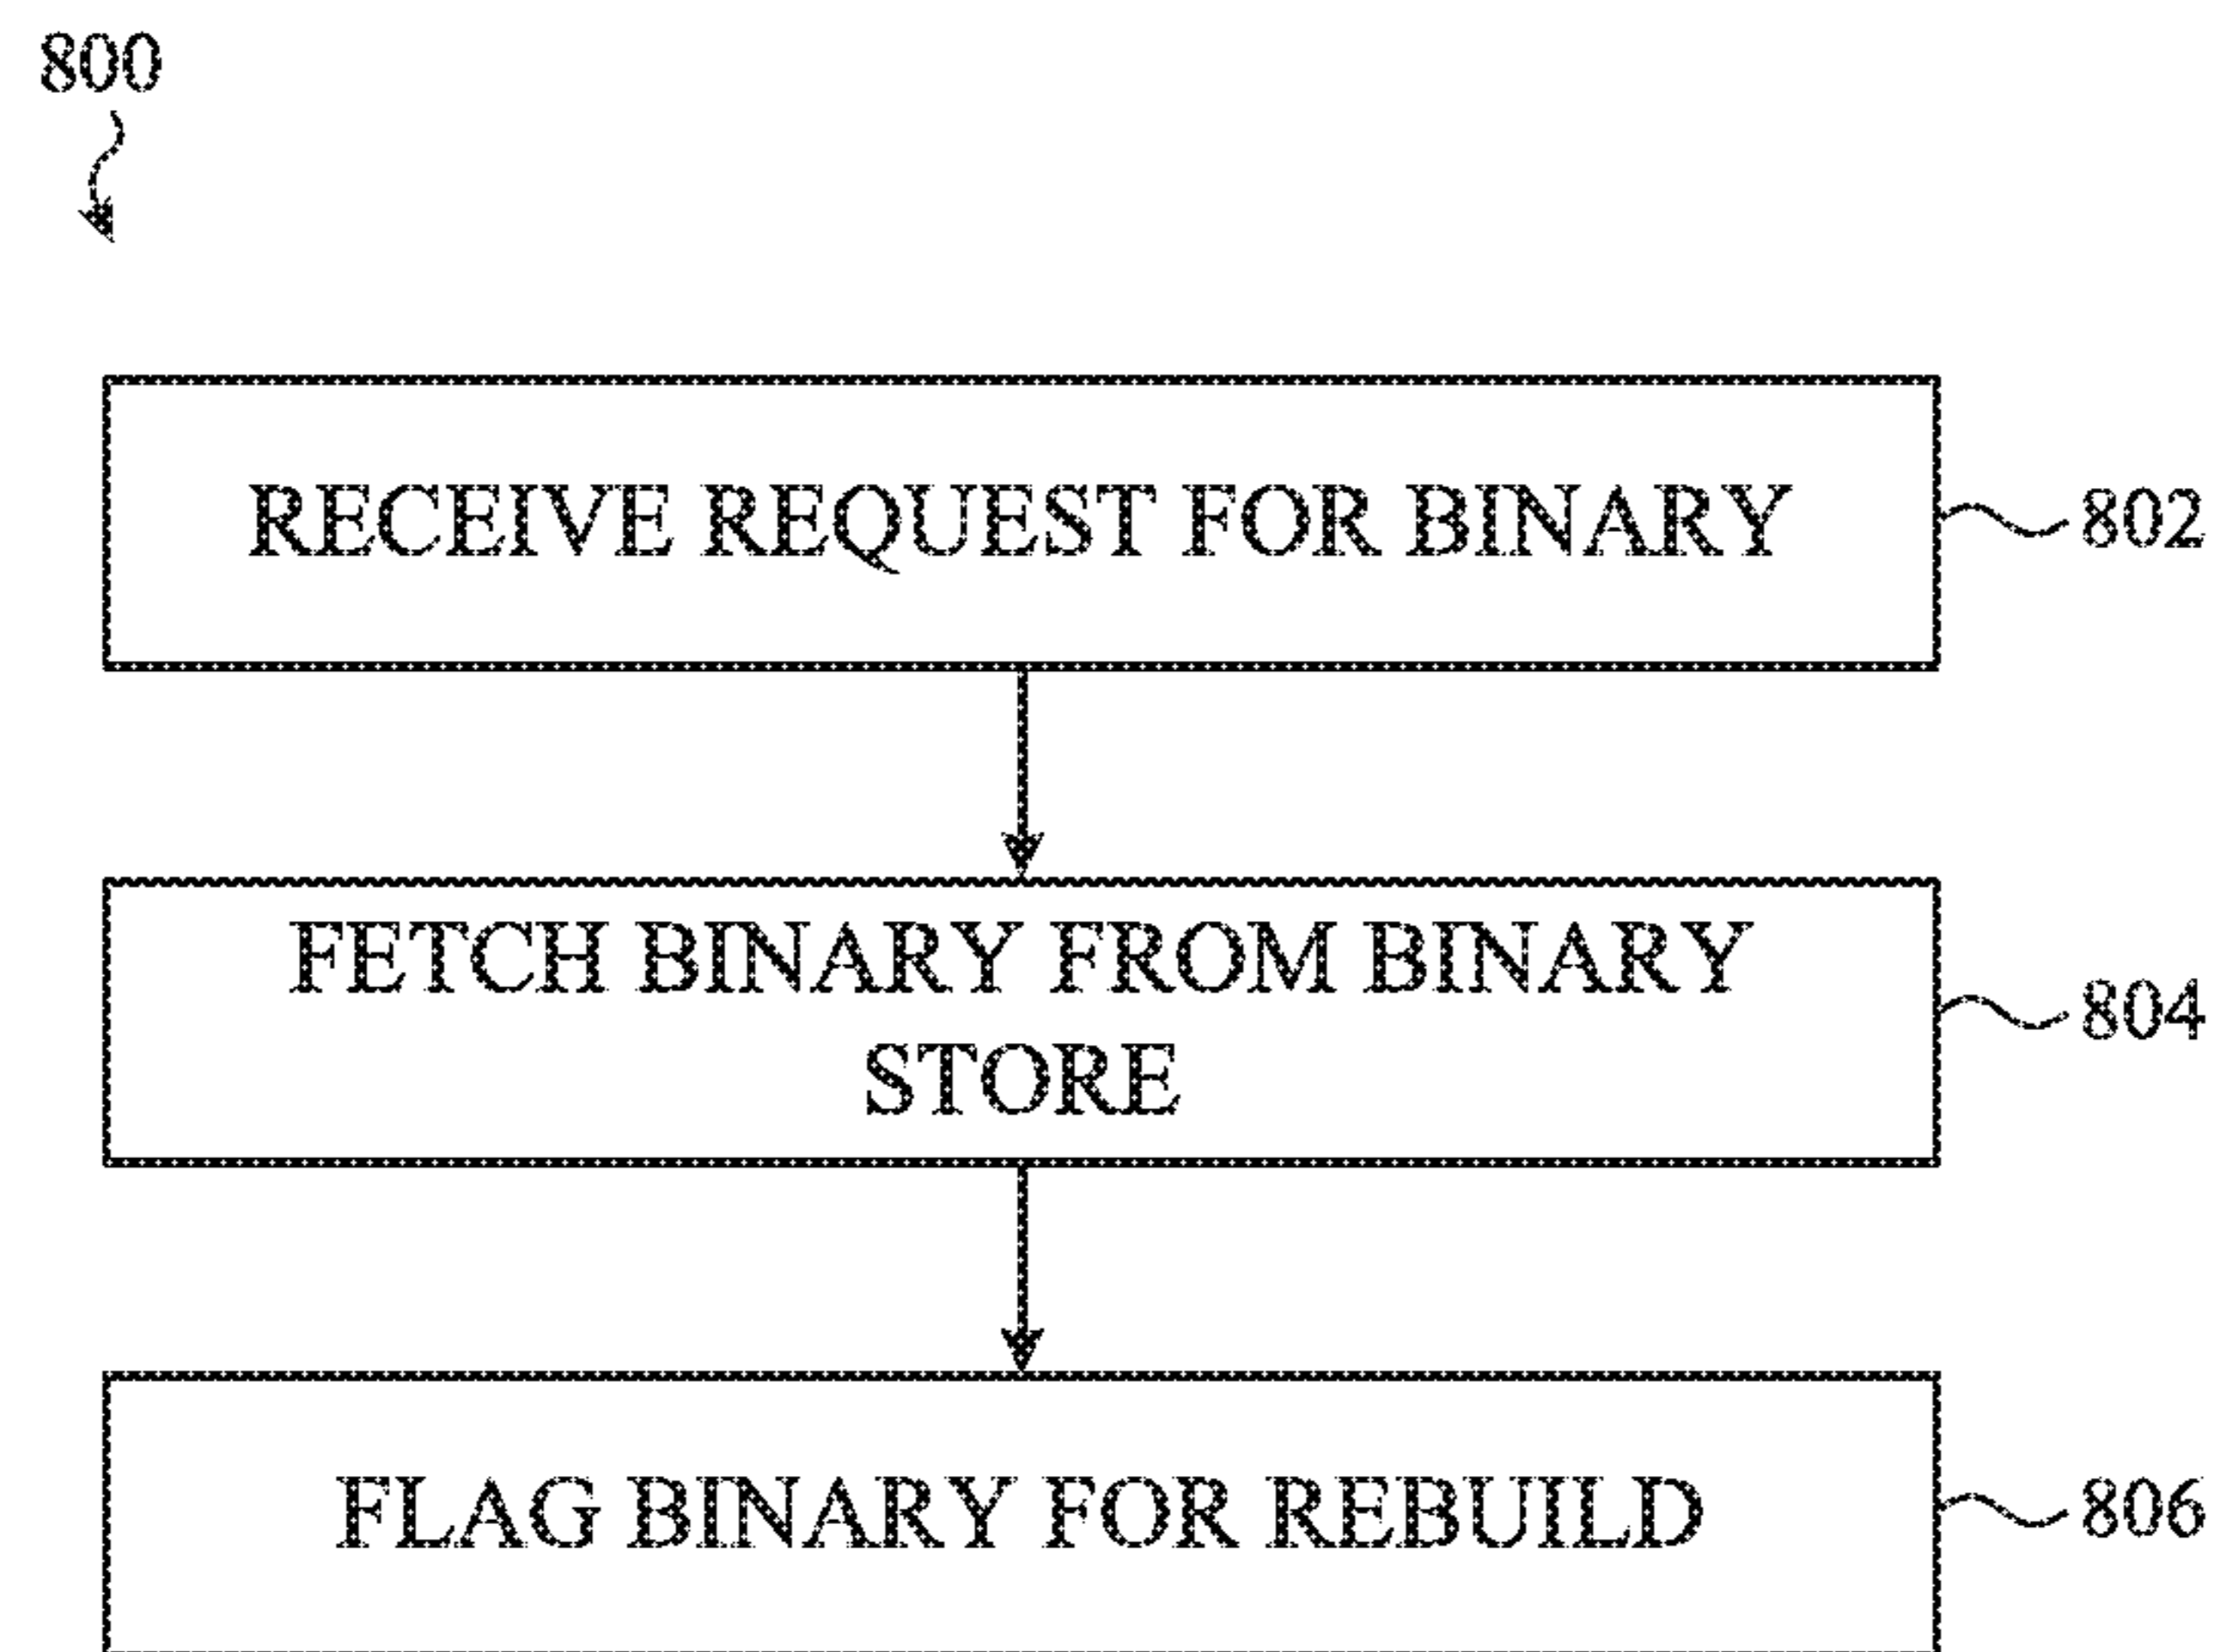 800
RECEIVE REQUEST FOR BINARY
802
FETCH BINARY FROM BINARY
STORE
804
FLAG BINARY FOR REBUILD
806